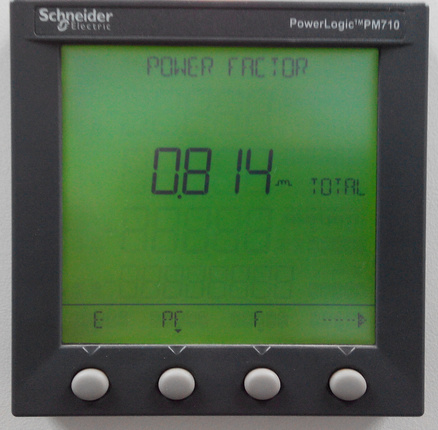 Schneider
Electric
PowerLogic™PM710
POWER FACTOR
0.814 TOTAL
E PF F